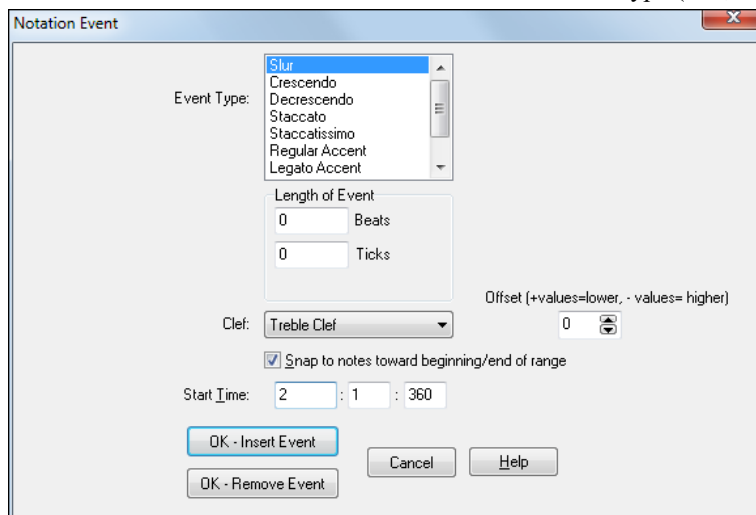 ype (
Notation Event
x
Event Type:
Slur
Crescendo
Decrescendo
Staccato
Staccatissimo
Regular Accent
Legato Accent
Length of Event
0 Beats
0 Ticks
Offset (+values=lower, - values= higher)
Clef: Treble Clef 0
Snap to notes toward beginning/end of range
Start Time: 2 : 1 : 360
OK - Insert Event
Cancel Help
OK - Remove Event